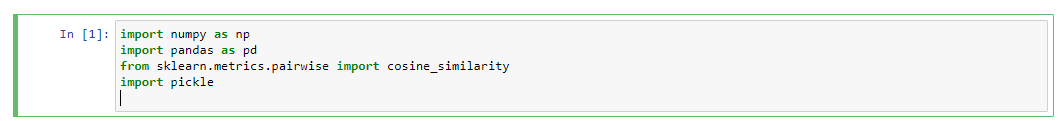 In [1]: import numpy as np
import pandas as pd
from sklearn.metrics.pairwise import cosine_similarity
import pickle